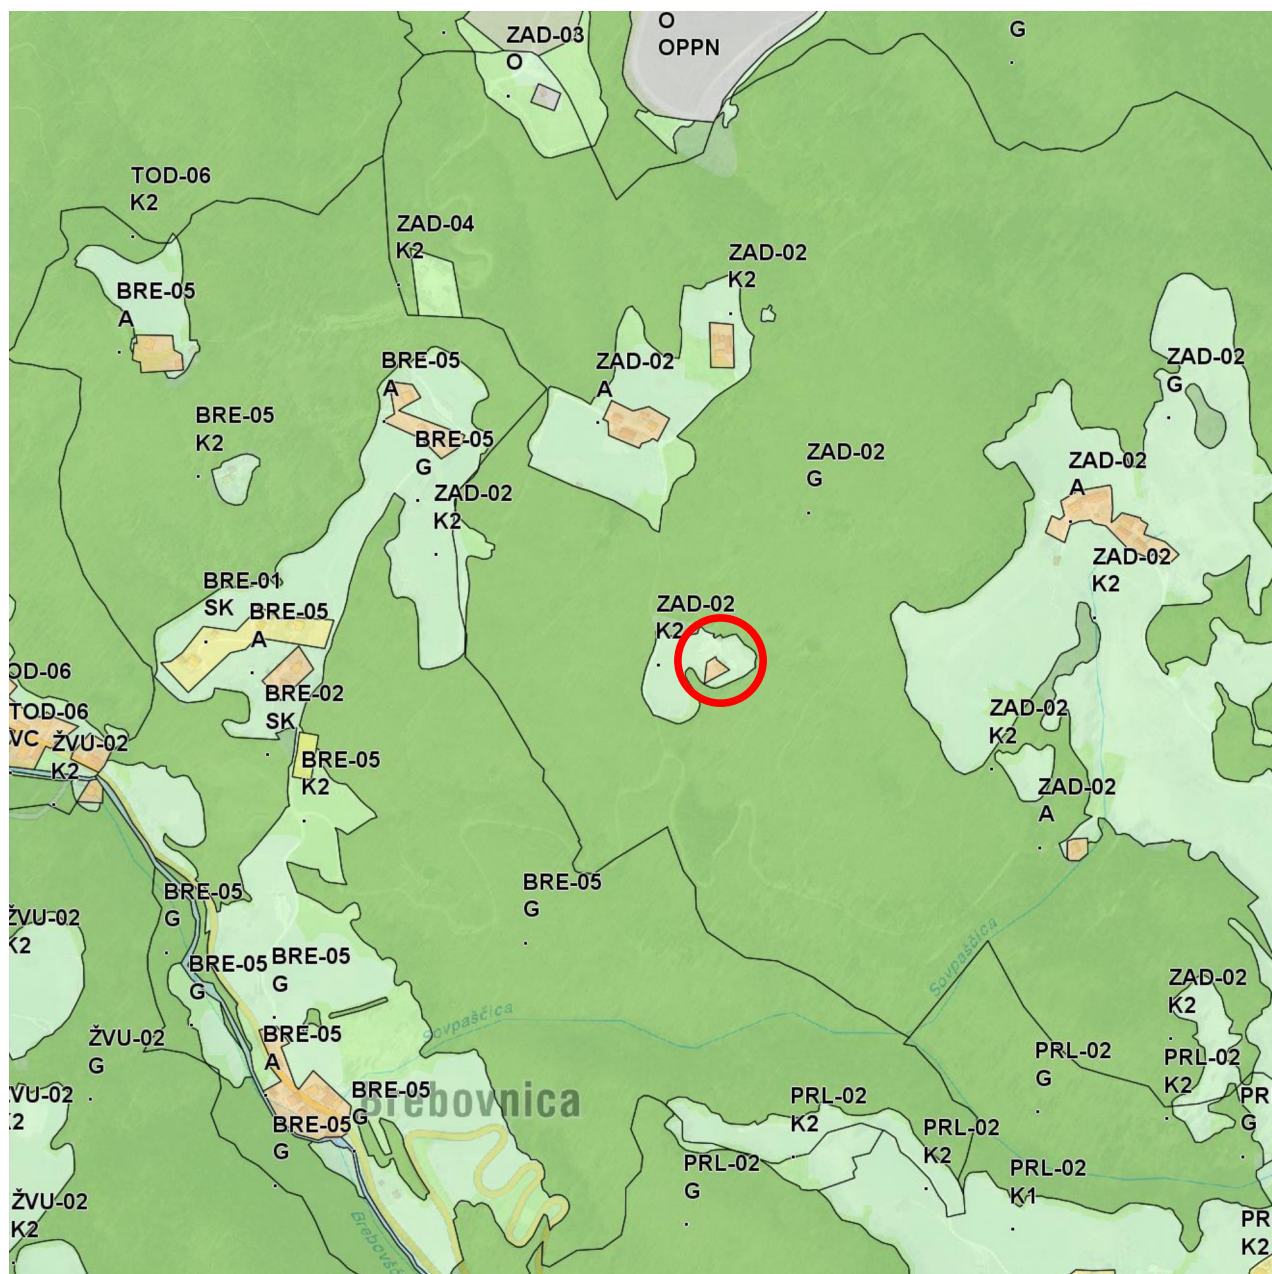 ZAD-03
O
O
OPPN
G
TOD-06
K2
ZAD-04
K2
ZAD-02
K2
BRE-05
A
BRE-05
A
ZAD-02
A
ZAD-02
G
BRE-05
K2
BRE-05
G
ZAD-02
G
ZAD-02
A
ZAD-02
K2
ZAD-02
K2
BRE-01
SK
BRE-05
A
ZAD-02
K2
OD-06
BRE-02
SK
TOD-06
VC
ŽVU-02
K2
BRE-05
K2
ZAD-02
K2
ZAD-02
A
BRE-05
G
BRE-05
G
ŽVU-02
K2
BRE-05
G
BRE-05
G
Sovpaščica
ZAD-02
K2
Sovpaščica
ŽVU-02
G
BRE-05
A
PRL-02
G
PRL-02
K2
VU-02
K2
BRE-05
G
Brebovnica
BRE-05
G
PRL-02
K2
PRL-02
K2
PR
G
PRL-02
G
PRL-02
K1
ŽVU-02
K2
PR
K2